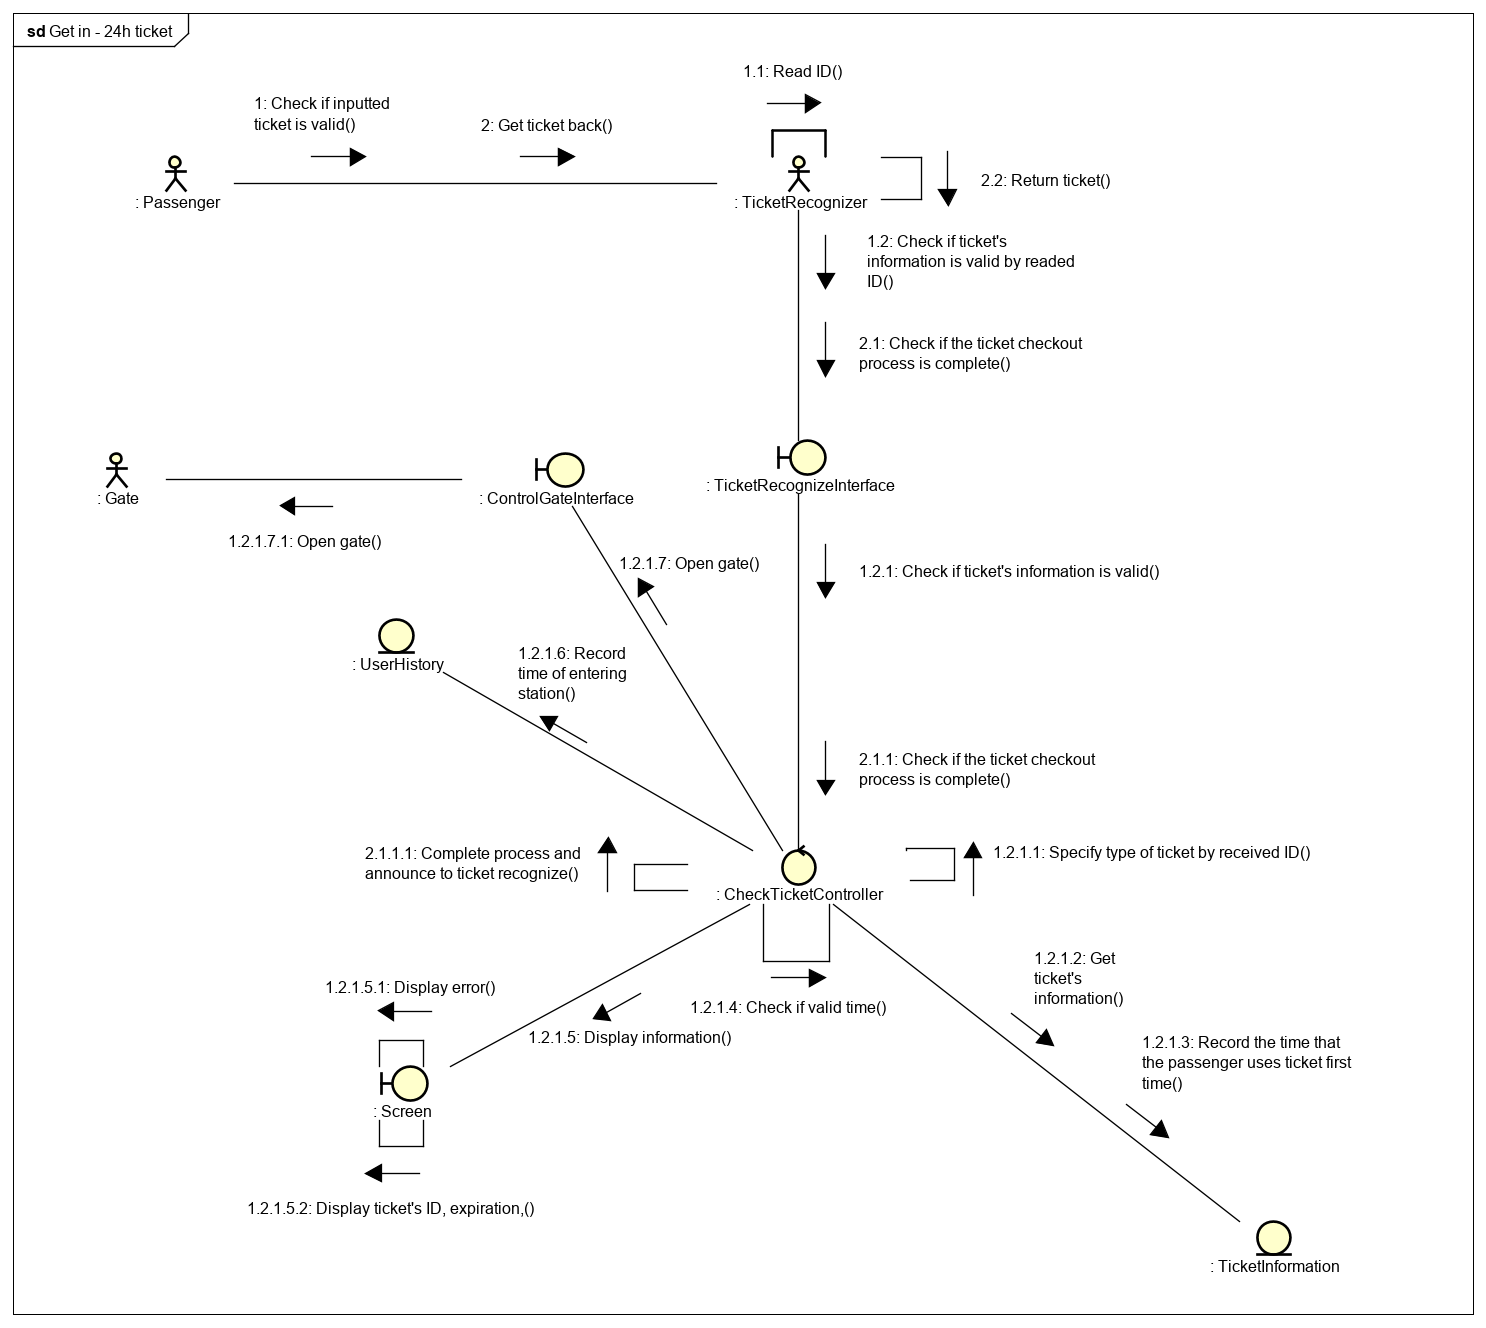 sd Get in - 24h ticket
1.1: Read ID()
1: Check if inputted
ticket is valid()
2: Get ticket back()
: Passenger
: TicketRecognizer
2.2: Return ticket()
1.2: Check if ticket's
information is valid by readed
ID()
2.1: Check if the ticket checkout
process is complete()
: Gate
: ControlGateInterface
: TicketRecognizeInterface
1.2.1.7.1: Open gate()
1.2.1.7: Open gate()
1.2.1: Check if ticket's information is valid()
: UserHistory
1.2.1.6: Record
time of entering
station()
2.1.1: Check if the ticket checkout
process is complete()
2.1.1.1: Complete process and
announce to ticket recognize()
1.2.1.1: Specify type of ticket by received ID()
: CheckTicketController
1.2.1.2: Get
ticket's
information()
1.2.1.5.1: Display error()
1.2.1.4: Check if valid time()
1.2.1.5: Display information()
1.2.1.3: Record the time that
the passenger uses ticket first
time()
: Screen
1.2.1.5.2: Display ticket's ID, expiration,()
: TicketInformation